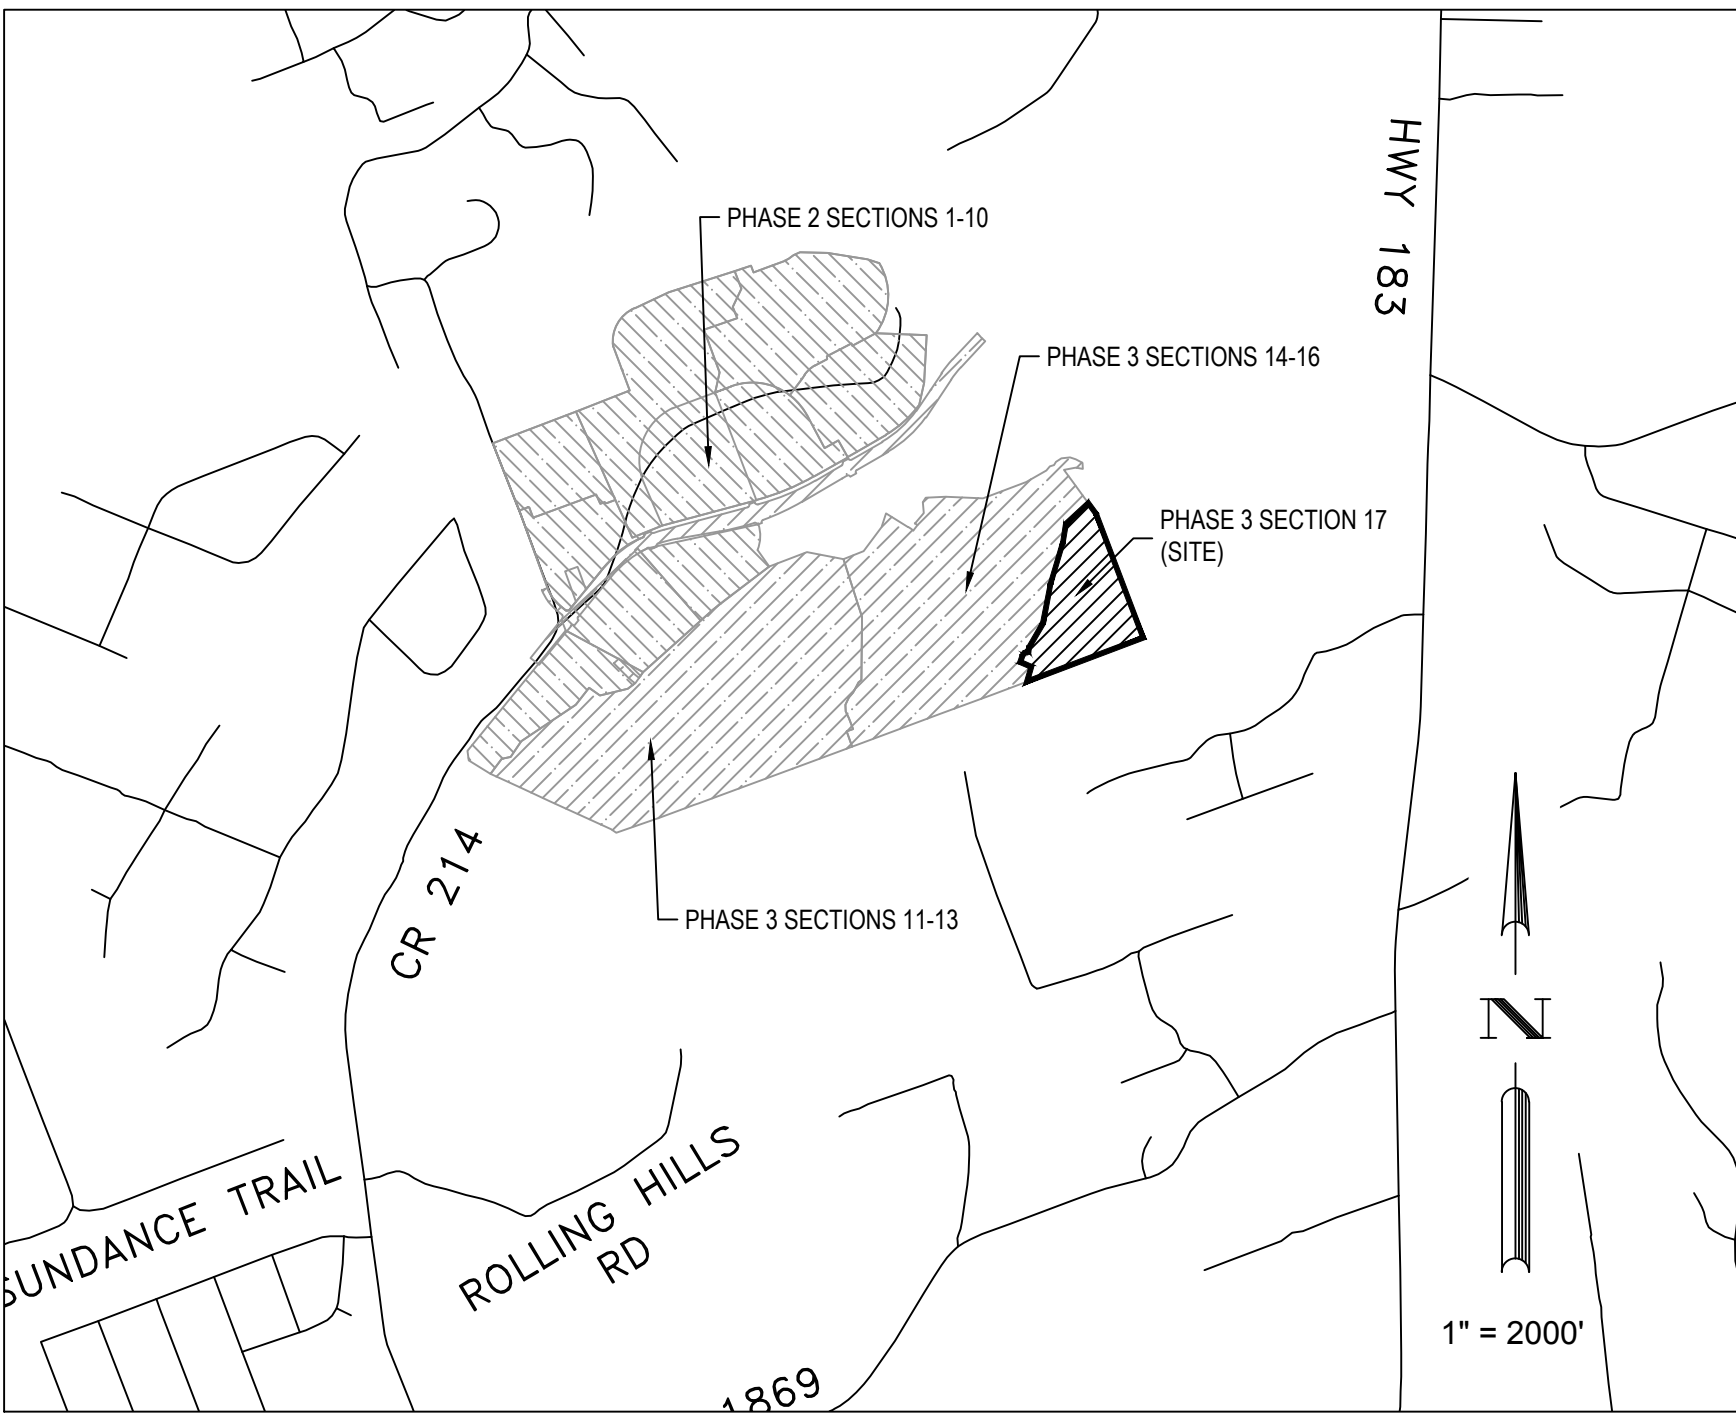 HWY 183
PHASE 2 SECTIONS 1-10
PHASE 3 SECTIONS 14-16
PHASE 3 SECTION 17
(SITE)
CR 214
PHASE 3 SECTIONS 11-13
N
SUNDANCE TRAIL
ROLLING HILLS
RD
1" = 2000'
1869